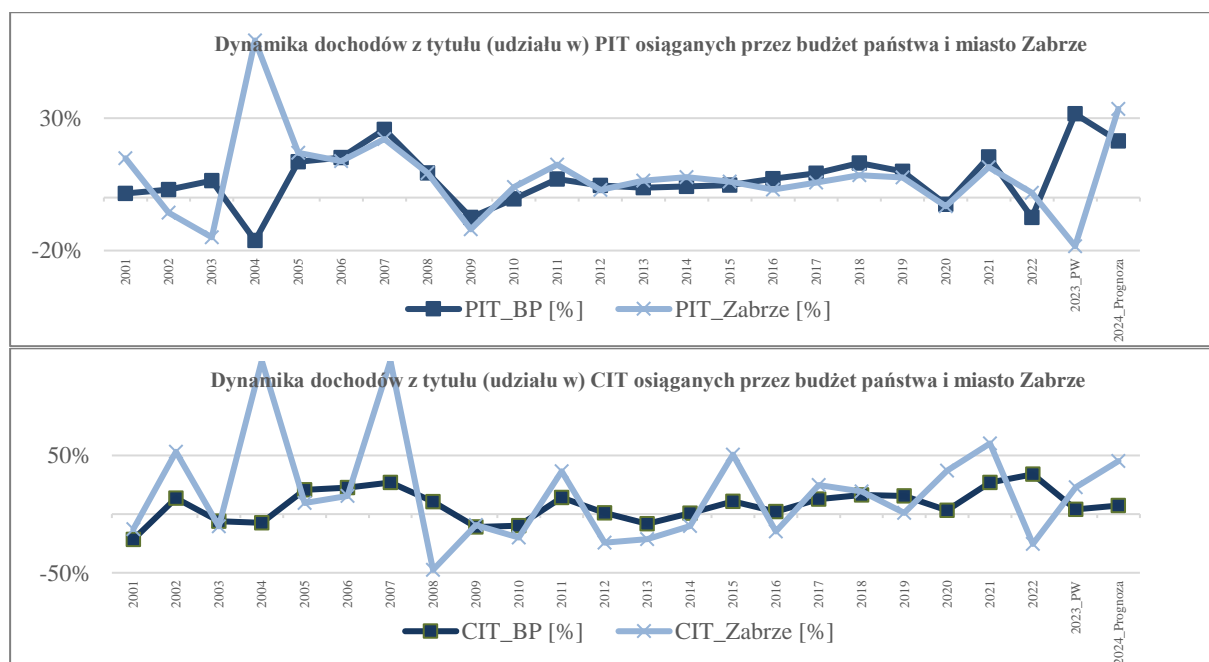 Dynamika dochodów z tytułu (udziału w) PIT osiąganych przez budżet państwa i miasto Zabrze
30%
-20%
2001 2002 2003 2004 2005 2006 2007 2008 2009 2010 2011 2012 2013 2014 2015 2016 2017 2018 2019 2020 2021 2022 2023_PW 2024_Prognoza
PIT_BP [%] PIT_Zabrze [%]
Dynamika dochodów z tytułu (udziału w) CIT osiąganych przez budżet państwa i miasto Zabrze
50%
-50%
2001 2002 2003 2004 2005 2006 2007 2008 2009 2010 2011 2012 2013 2014 2015 2016 2017 2018 2019 2020 2021 2022 2023_PW 2024_Prognoza
CIT_BP [%] CIT_Zabrze [%]